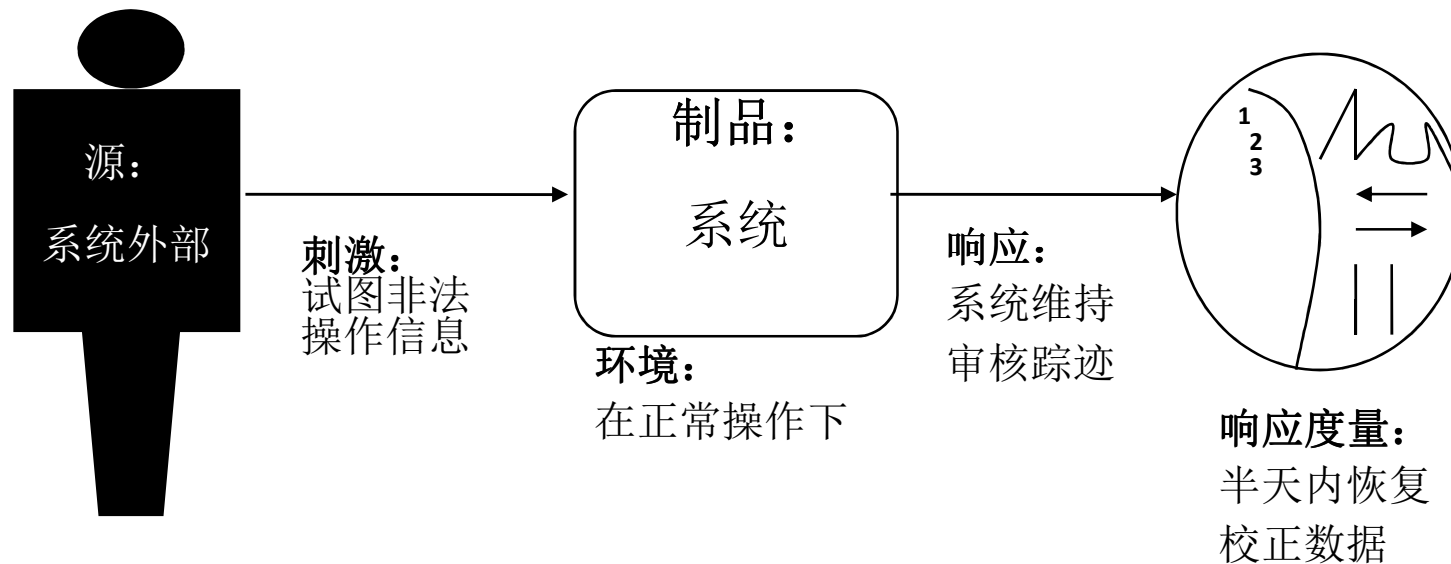 源：
系统外部
刺激：
试图非法
操作信息
制品：
系统
环境：
在正常操作下
响应：
系统维持
审核踪迹
1
2
3
响应度量：
半天内恢复
校正数据